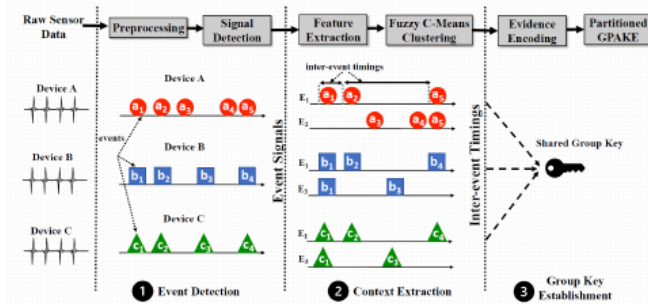 Raw Sensor
Data
Preprocessing
Signal
Detection
Feature
Extraction
Fuzzy C-Means
Clustering
Evidence
Encoding
Partitioned
GPAKE
Device A
Device A
a1 a2 a3 a4 a5
events
Device B
Device B
b1 b2 b3 b4
Device C
Device C
c1 c2 c3 c4
Event Signals
inter-event timings
E1 a1 a2 a5
E2 a3 a4 a5
E1 b1 b2 b4
E3 b1 b3
E1 c1 c2 c4
E3 c1 c3
Inter-event Timings
Shared Group Key
1 Event Detection
2 Context Extraction
3 Group Key
Establishment